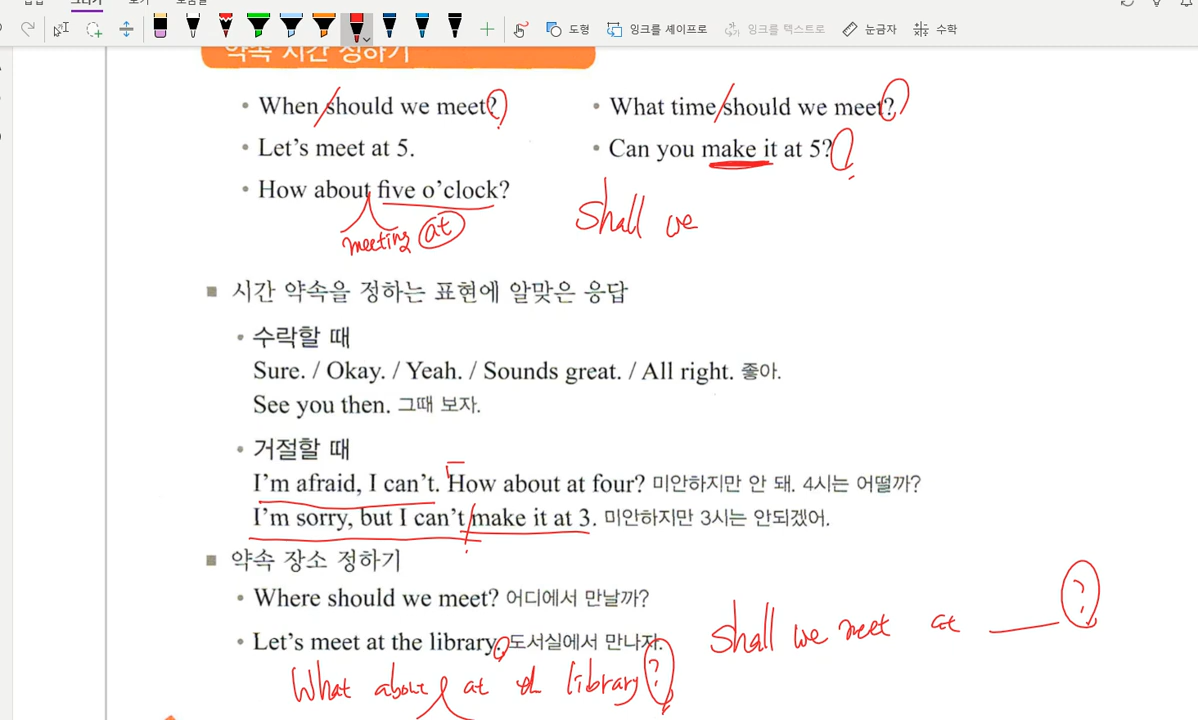 도형 잉크를 셰이프로 잉크를 텍스트로 눈금자 수학
약속 시간 정하기
• When should we meet?
• What time should we meet?
• Let's meet at 5.
• Can you make it at 5?
• How about five o'clock?
meeting at
Shall we
■ 시간 약속을 정하는 표현에 알맞은 응답
• 수락할 때
Sure. / Okay. / Yeah. / Sounds great. / All right. 좋아.
See you then. 그때 보자.
• 거절할 때
I'm afraid, I can't. How about at four? 미안하지만 안 돼. 4시는 어떨까?
I'm sorry, but I can't make it at 3. 미안하지만 3시는 안되겠어.
■ 약속 장소 정하기
• Where should we meet? 어디에서 만날까?
• Let's meet at the library. 도서실에서 만나자.
Shall we meet at ___ ?
What about at library?